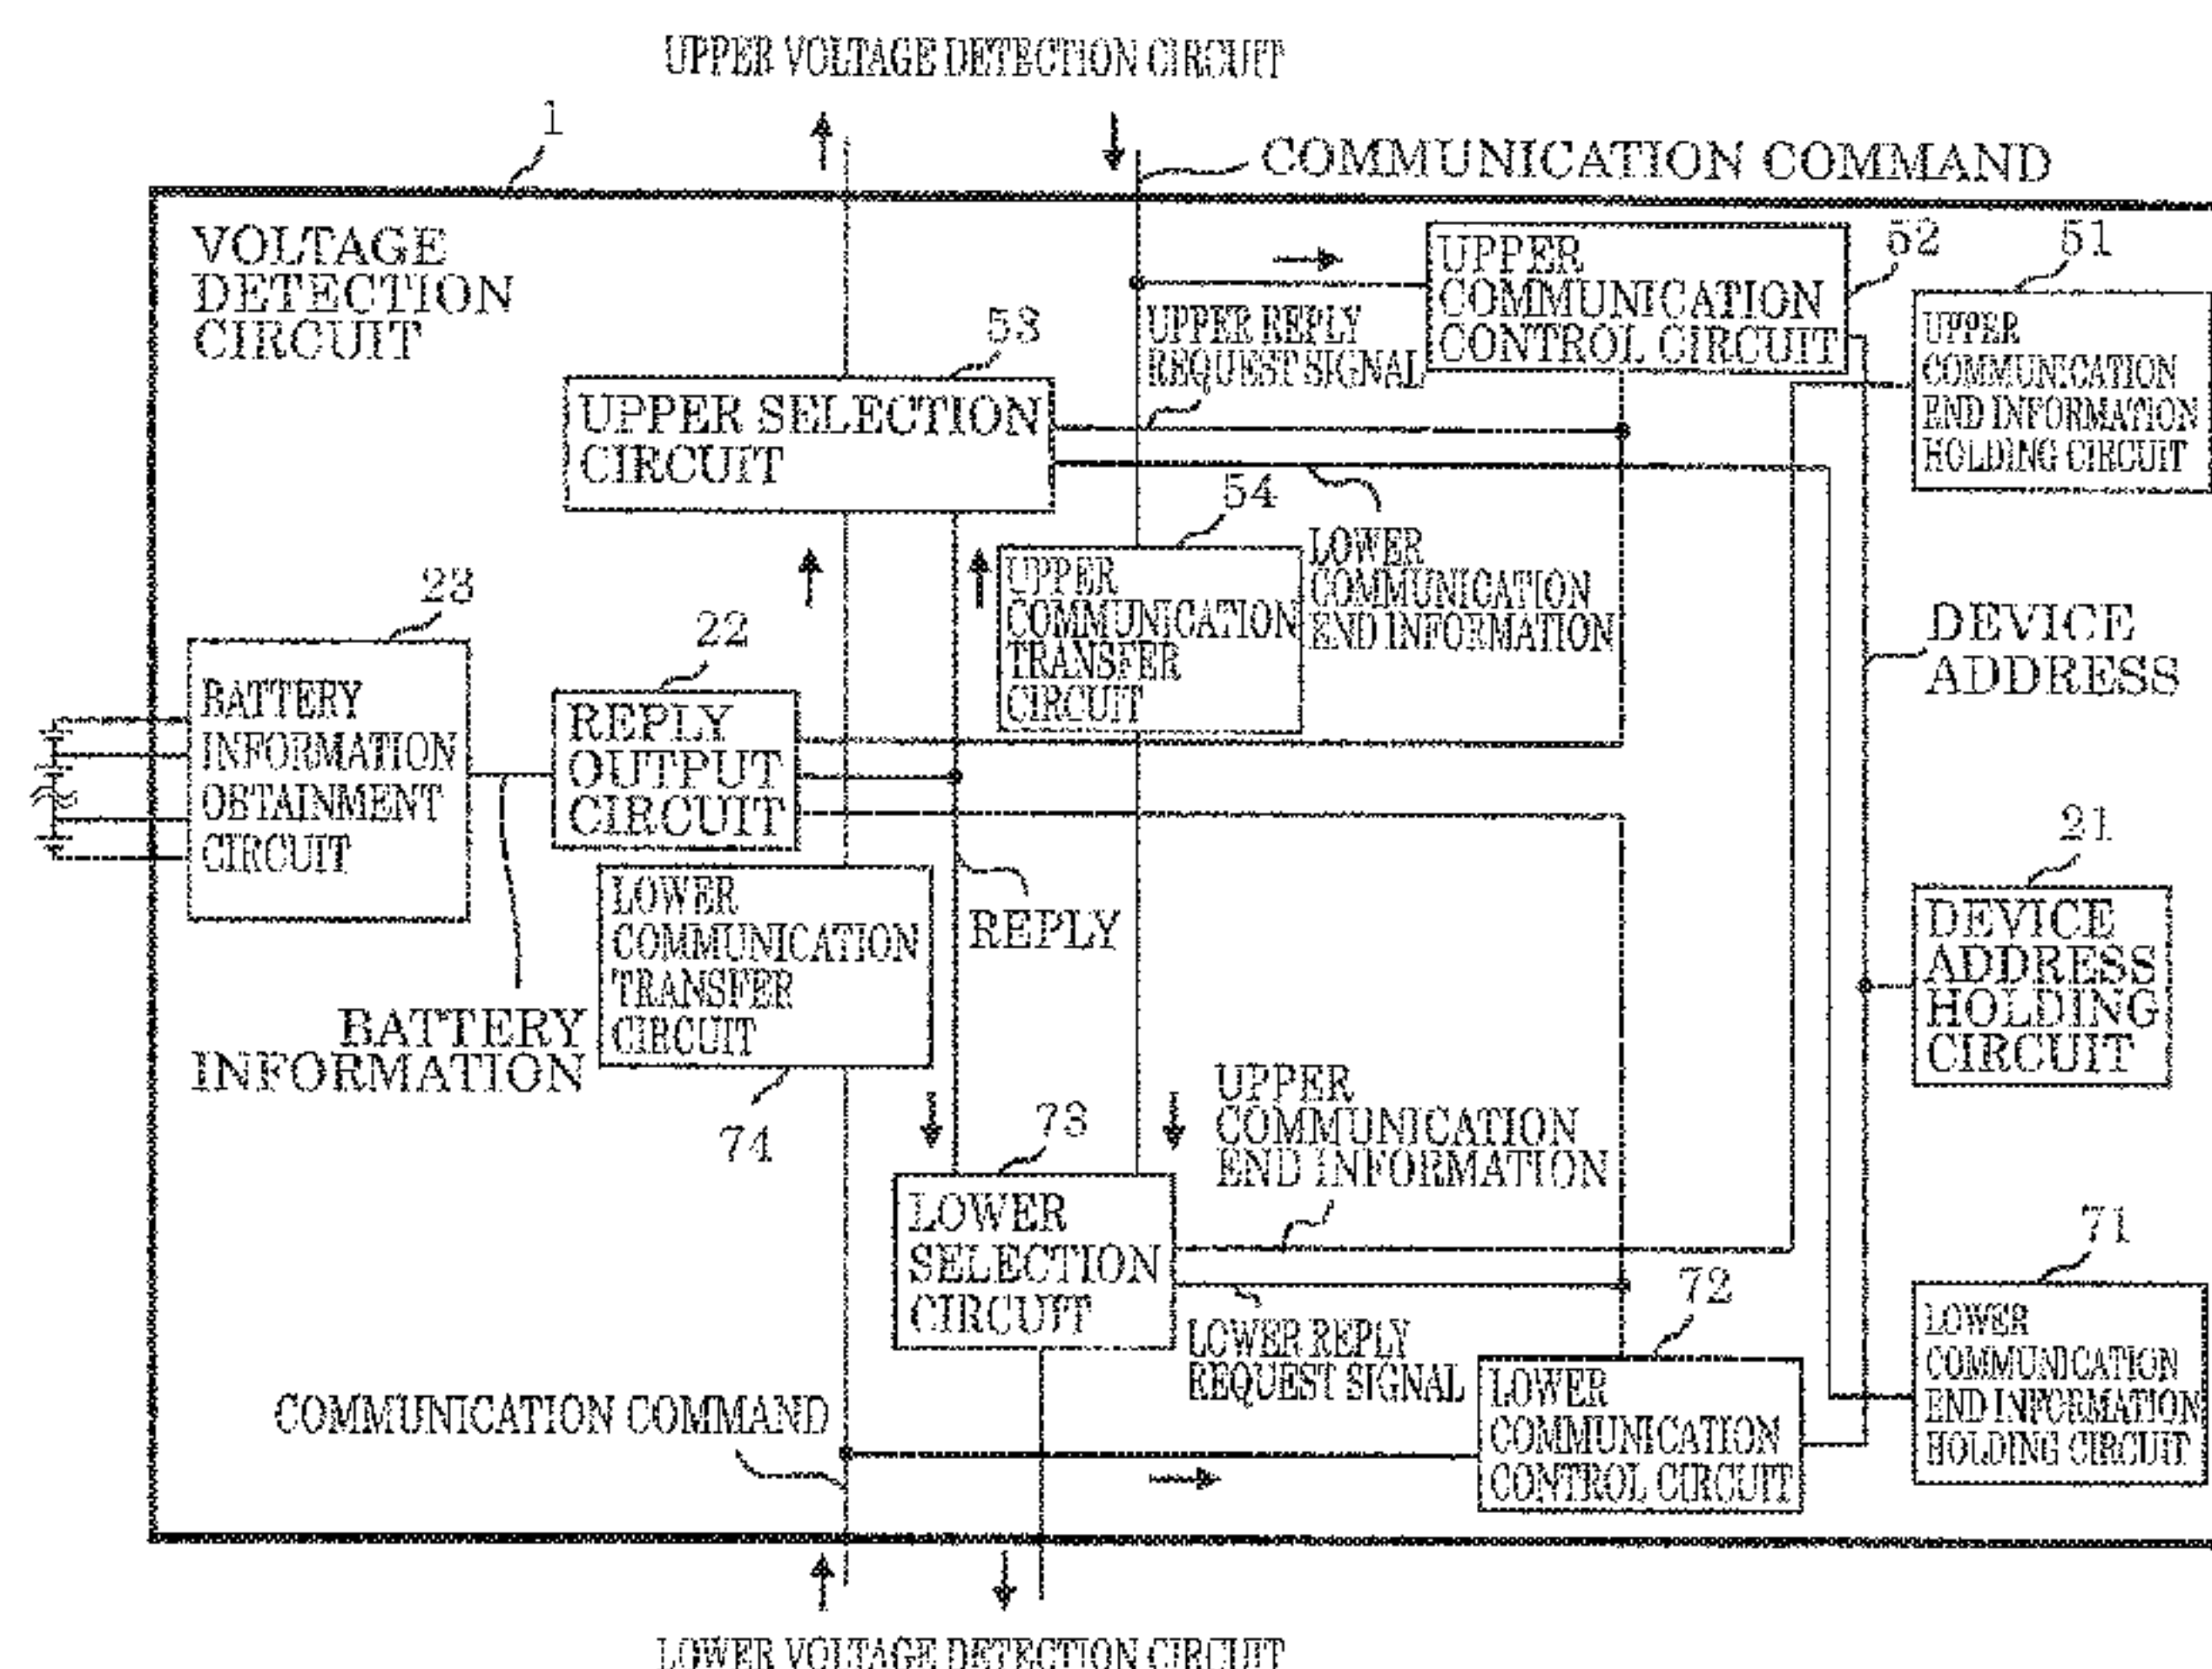 UPPER VOLTAGE DETECTION CIRCUIT
1
COMMUNICATION COMMAND
VOLTAGE
DETECTION
CIRCUIT
52
51
UPPER
COMMUNICATION
CONTROL CIRCUIT
UPPER
COMMUNICATION
END INFORMATION
HOLDING CIRCUIT
53
UPPER REPLY
REQUEST SIGNAL
UPPER SELECTION
CIRCUIT
54
UPPER
COMMUNICATION
TRANSFER
CIRCUIT
LOWER
COMMUNICATION
END INFORMATION
23
22
DEVICE
ADDRESS
BATTERY
INFORMATION
OBTAINMENT
CIRCUIT
REPLY
OUTPUT
CIRCUIT
21
DEVICE
ADDRESS
HOLDING
CIRCUIT
LOWER
COMMUNICATION
TRANSFER
CIRCUIT
REPLY
BATTERY
INFORMATION
74
73
UPPER
COMMUNICATION
END INFORMATION
LOWER
SELECTION
CIRCUIT
71
72
LOWER REPLY
REQUEST SIGNAL
LOWER
COMMUNICATION
CONTROL CIRCUIT
LOWER
COMMUNICATION
END INFORMATION
HOLDING CIRCUIT
COMMUNICATION COMMAND
LOWER VOLTAGE DETECTION CIRCUIT